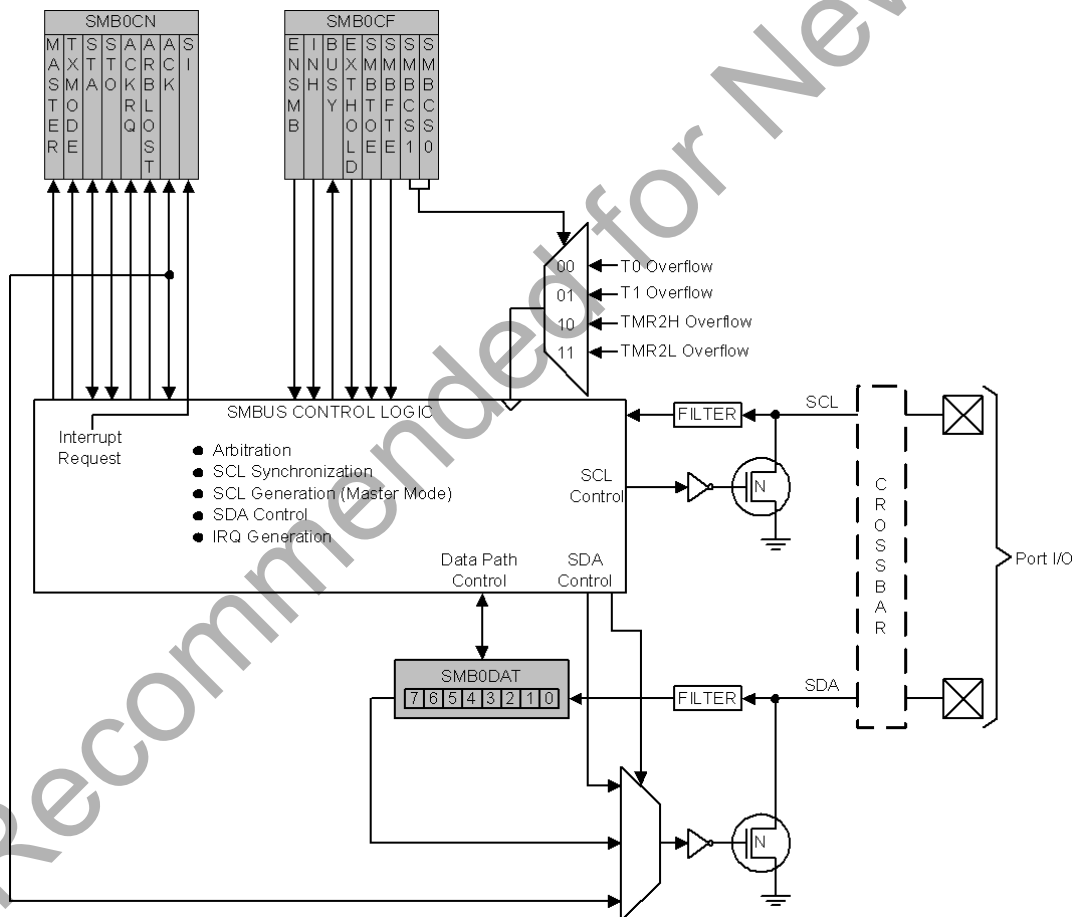 SMB0CN
MASTER
TXMODE
STA
STO
ACKRQ
ARBLOST
ACK
SI
SMB0CF
ENSMB
INH
BUSY
EXTHOLD
SMBTOE
SMBFTE
SMBCS1
SMBCS0
00
01
10
11
T0 Overflow
T1 Overflow
TMR2H Overflow
TMR2L Overflow
SMBUS CONTROL LOGIC
Interrupt
Request
Arbitration
SCL Synchronization
SCL Generation (Master Mode)
SDA Control
IRQ Generation
SCL
Control
Data Path
Control
SDA
Control
FILTER
SCL
N
CROSSBAR
Port I/O
SMB0DAT
7 6 5 4 3 2 1 0
FILTER
SDA
N
Recommended for New